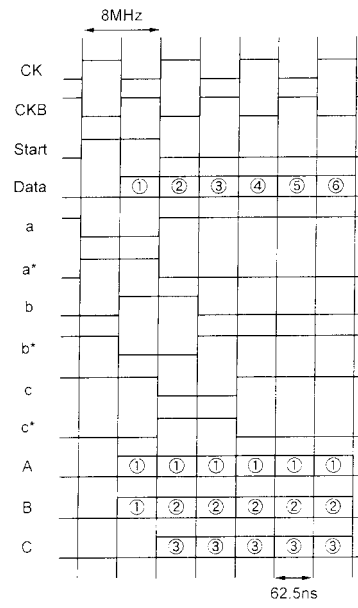 8MHz
CK
CKB
Start
Data ① ② ③ ④ ⑤ ⑥
a
a*
b
b*
c
c*
A ① ① ① ① ① ①
B ① ② ② ② ② ②
C ③ ③ ③ ③ ③
62.5ns